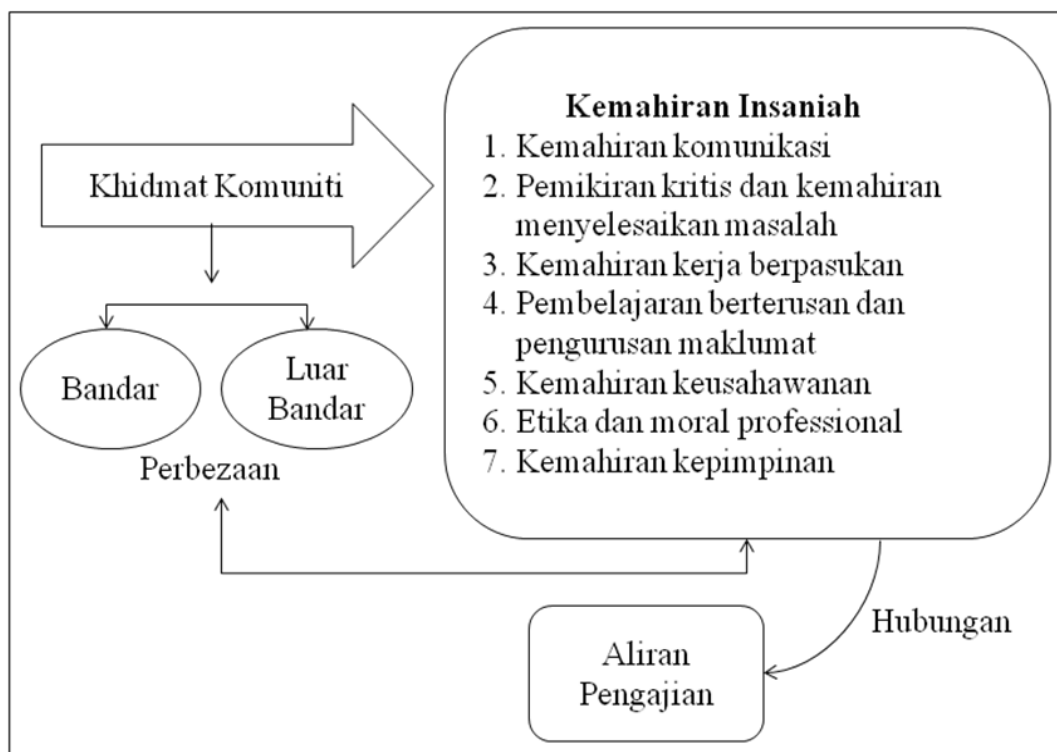 Khidmat Komuniti
Bandar
Luar
Bandar
Perbezaan
Kemahiran Insaniah
1. Kemahiran komunikasi
2. Pemikiran kritis dan kemahiran
menyelesaikan masalah
3. Kemahiran kerja berpasukan
4. Pembelajaran berterusan dan
pengurusan maklumat
5. Kemahiran keusahawanan
6. Etika dan moral professional
7. Kemahiran kepimpinan
Hubungan
Aliran
Pengajian